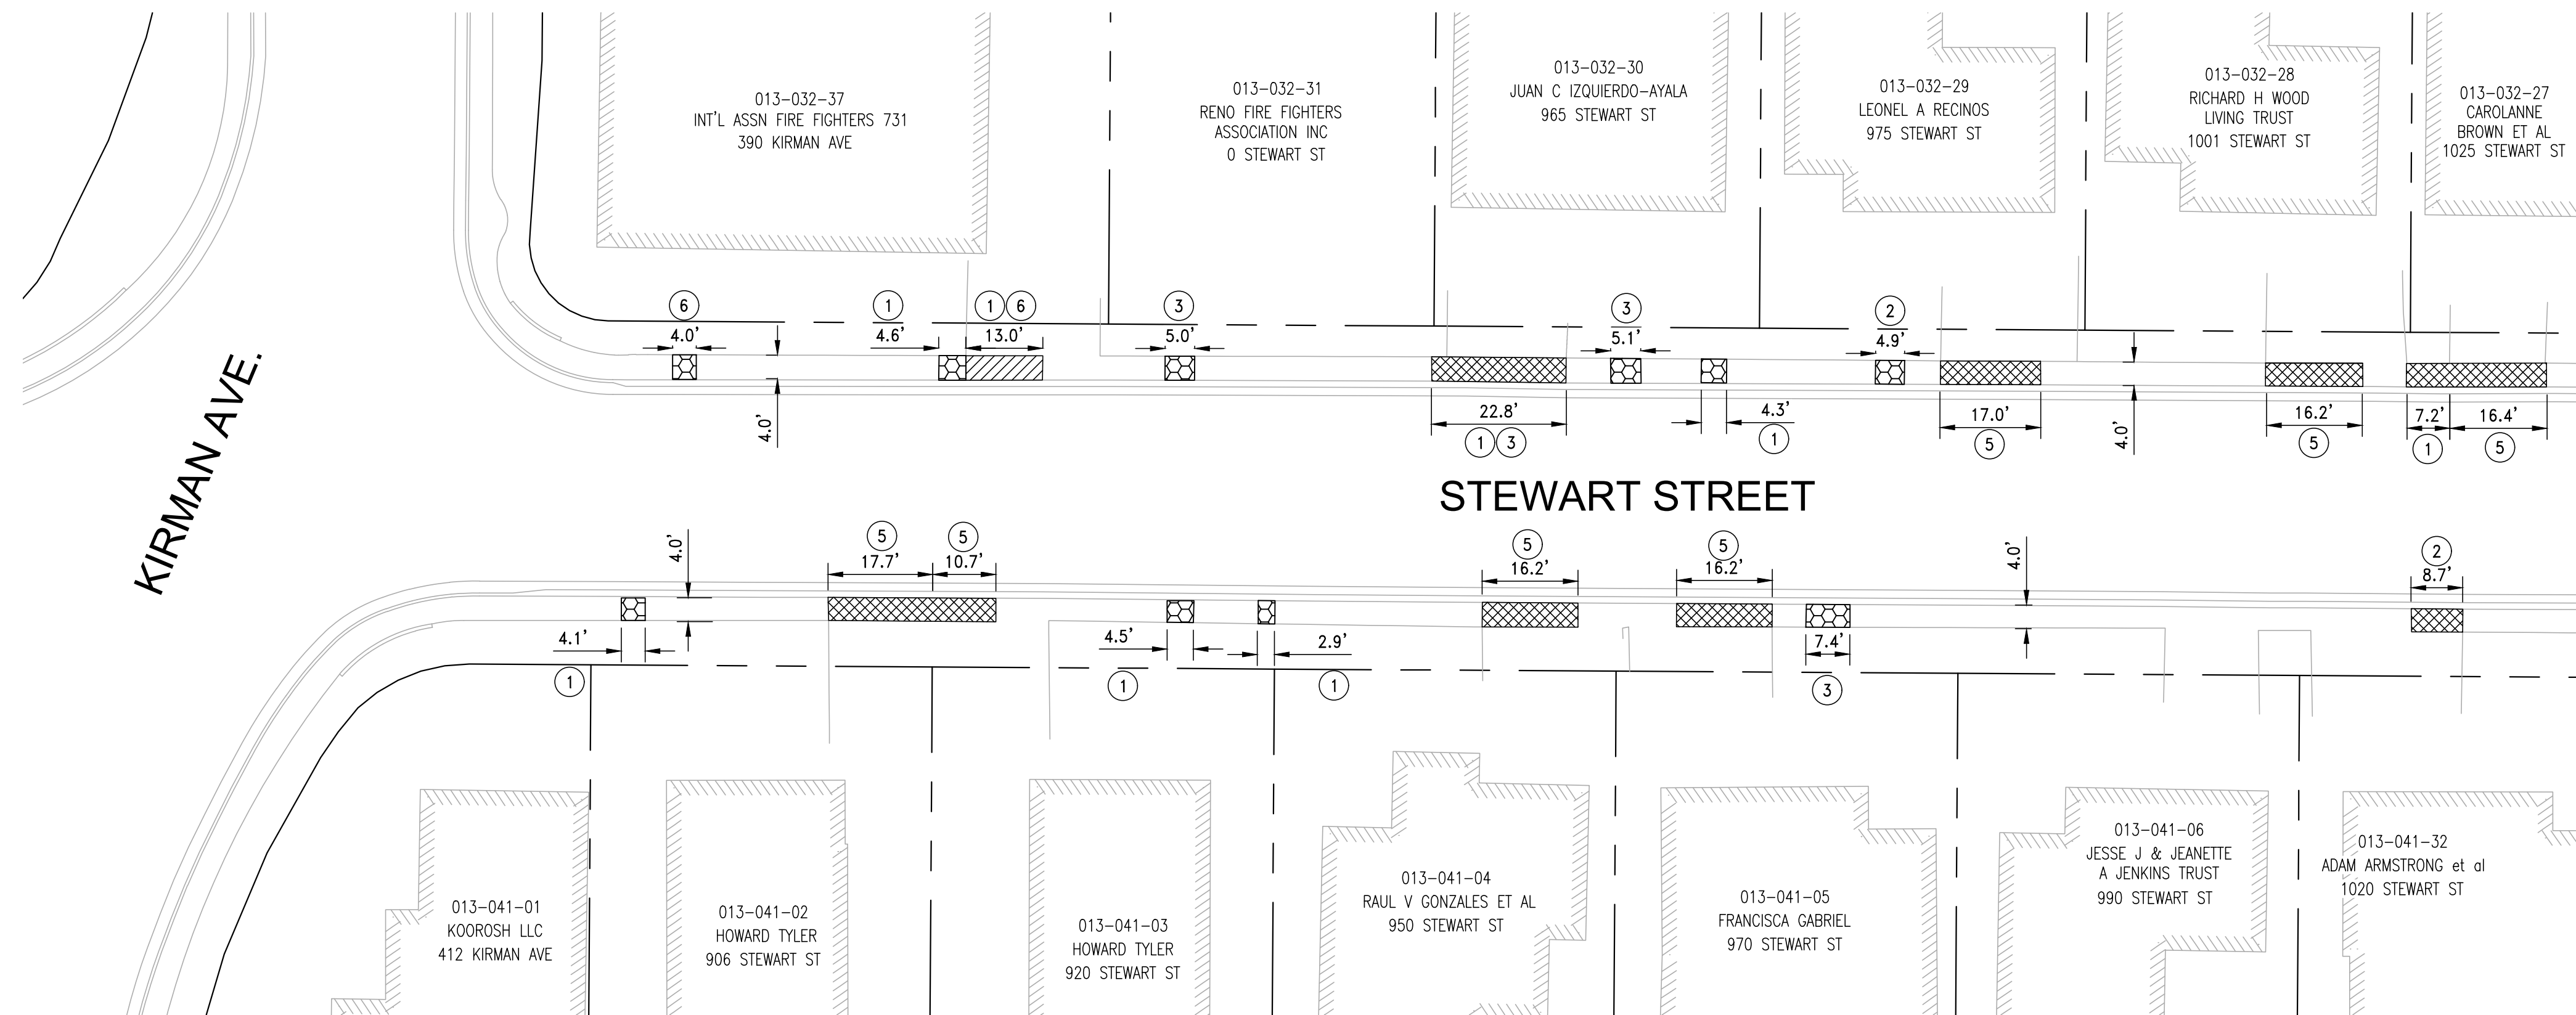 013-032-37
INT'L ASSN FIRE FIGHTERS 731
390 KIRMAN AVE
013-032-31
RENO FIRE FIGHTERS
ASSOCIATION INC
0 STEWART ST
013-032-30
JUAN C IZQUIERDO-AYALA
965 STEWART ST
013-032-29
LEONEL A RECINOS
975 STEWART ST
013-032-28
RICHARD H WOOD
LIVING TRUST
1001 STEWART ST
013-032-27
CAROLANNE
BROWN ET AL
1025 STEWART ST
6
4.0'
1
4.6'
1 6
13.0'
3
5.0'
3
5.1'
2
4.9'
4.0'
22.8'
1 3
4.3'
1
17.0'
5
4.0'
16.2'
5
7.2'
1
16.4'
5
KIRMAN AVE.
STEWART STREET
4.0'
5
17.7'
5
10.7'
5
16.2'
5
16.2'
4.0'
2
8.7'
4.1'
1
4.5'
1
2.9'
1
7.4'
3
013-041-01
KOOROSH LLC
412 KIRMAN AVE
013-041-02
HOWARD TYLER
906 STEWART ST
013-041-03
HOWARD TYLER
920 STEWART ST
013-041-04
RAUL V GONZALES ET AL
950 STEWART ST
013-041-05
FRANCISCA GABRIEL
970 STEWART ST
013-041-06
JESSE J & JEANETTE
A JENKINS TRUST
990 STEWART ST
013-041-32
ADAM ARMSTRONG et al
1020 STEWART ST